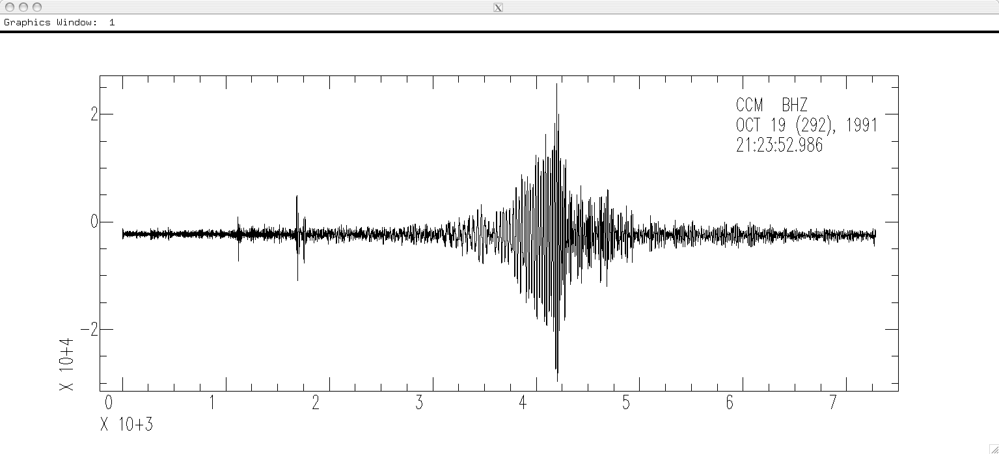 X
Graphics Window: 1
CCM BHZ
OCT 19 (292), 1991
21:23:52.986
2
0
-2
X 10+4
0 1 2 3 4 5 6 7
X 10+3